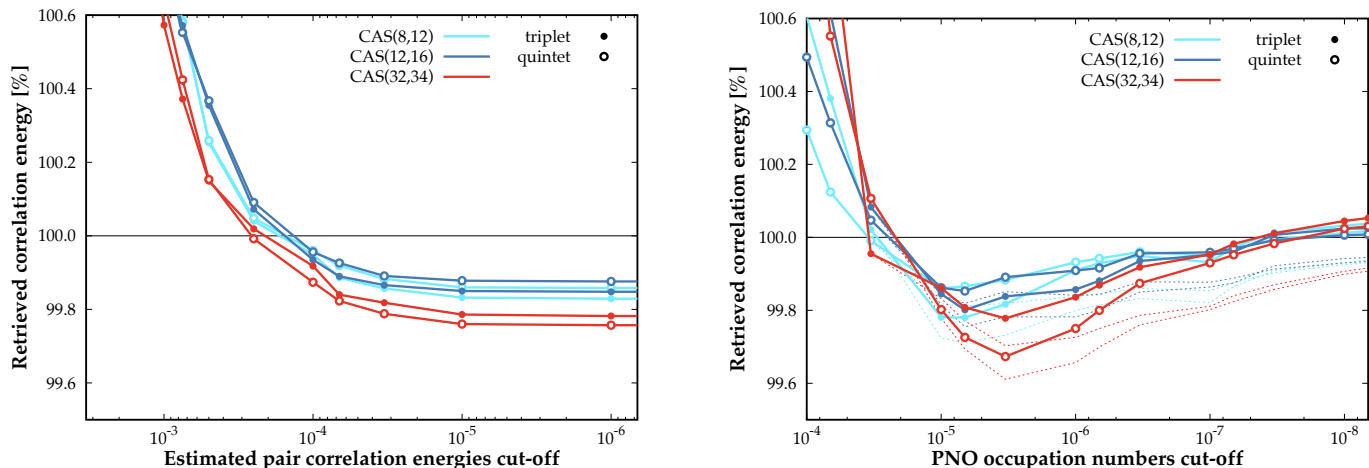 100.6
100.4
100.2
100.0
99.8
99.6
Retrieved correlation energy [%]
CAS(8,12)
CAS(12,16)
CAS(32,34)
triplet
quintet
10-3
10-4
10-5
10-6
Estimated pair correlation energies cut-off
100.6
100.4
100.2
100.0
99.8
99.6
Retrieved correlation energy [%]
CAS(8,12)
CAS(12,16)
CAS(32,34)
triplet
quintet
10-4
10-5
10-6
10-7
10-8
PNO occupation numbers cut-off